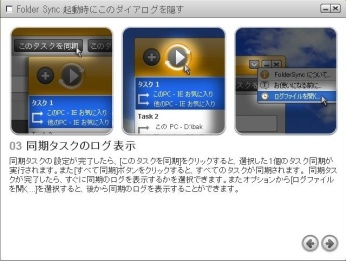 Folder Sync 起動時にこのダイアログを隠す
このタスクを同期
タスク 1
このPC - IE お気に入り
他のPC - IE お気に入り
タスク 1
このPC - IE お気に入り
他のPC - IE お気に入り
Task 2
この PC - D:\bak
FolderSync について...
お使いになる前に...
ログファイルを開く...
03 同期タスクのログ表示
同期タスクの設定が完了したら、[このタスクを同期]をクリックすると、選択した1個のタスク同期が
実行されます。また[すべて同期]ボタンをクリックすると、すべてのタスクが同期されます。 同期タス
クが完了したら、すぐに同期のログを表示するかを選択できます。またオプションから[ログファイル
を開く...]を選択すると、後から同期のログを表示することができます。